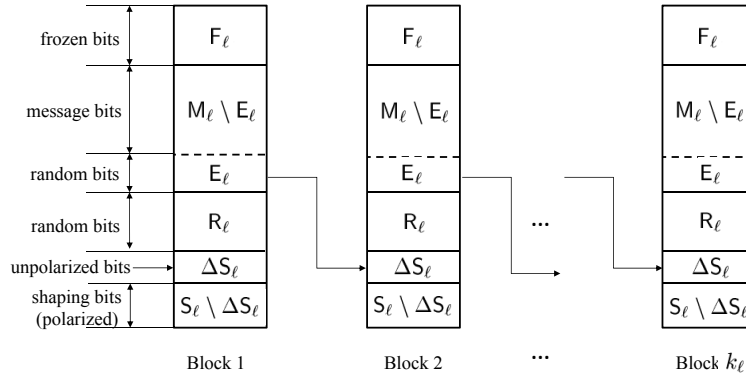 frozen bits
F_ℓ
F_ℓ
F_ℓ
message bits
M_ℓ \ E_ℓ
M_ℓ \ E_ℓ
M_ℓ \ E_ℓ
random bits
E_ℓ
E_ℓ
E_ℓ
random bits
R_ℓ
R_ℓ
...
R_ℓ
unpolarized bits
ΔS_ℓ
ΔS_ℓ
ΔS_ℓ
shaping bits
(polarized)
S_ℓ \ ΔS_ℓ
S_ℓ \ ΔS_ℓ
S_ℓ \ ΔS_ℓ
Block 1
Block 2
...
Block k_ℓ